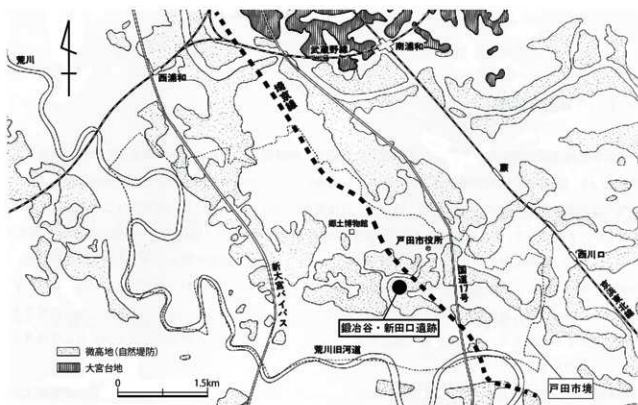 荒川
武蔵野線
南浦和
西浦和
埼京線
蕨
郷土博物館
戸田市役所
西川口
新大宮バイパス
国道17号
鍛冶谷・新田口遺跡
微高地(自然堤防)
大宮台地
荒川旧河道
戸田市境
0
1.5km